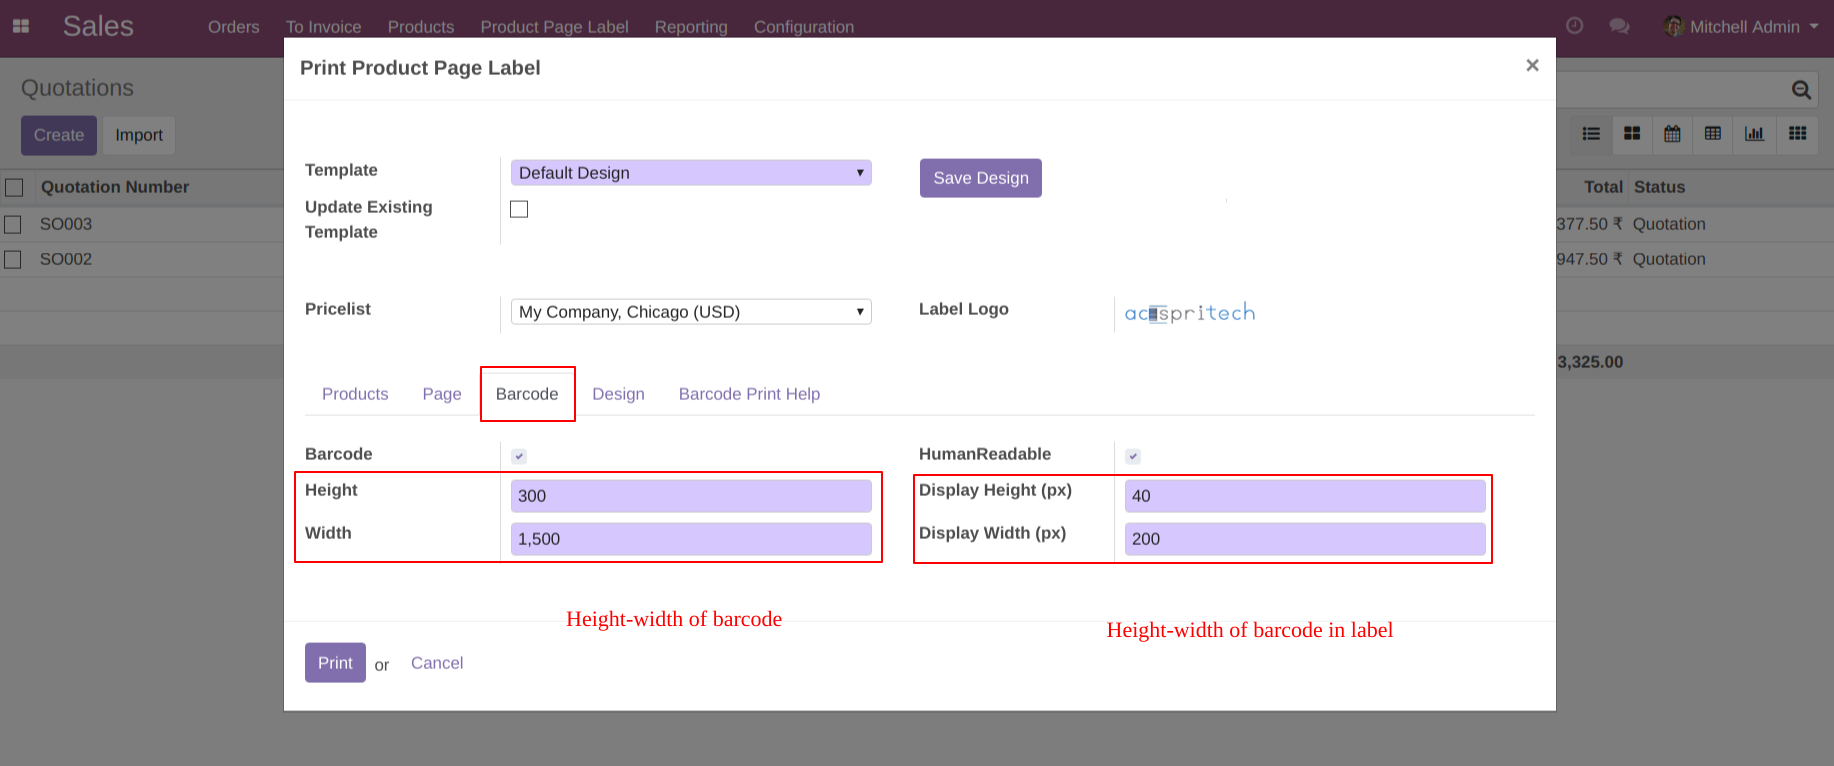 Sales Orders To Invoice Products Product Page Label Reporting Configuration Mitchell Admin
Print Product Page Label ×
Quotations
Create Import
Template Default Design Save Design
Quotation Number Total Status
Update Existing
Template
SO003 377.50 ₹ Quotation
SO002 947.50 ₹ Quotation
Pricelist My Company, Chicago (USD) Label Logo
3,325.00
Products Page Barcode Design Barcode Print Help
Barcode HumanReadable
Height 300 Display Height (px) 40
Width 1,500 Display Width (px) 200
Height-width of barcode
Height-width of barcode in label
Print or Cancel